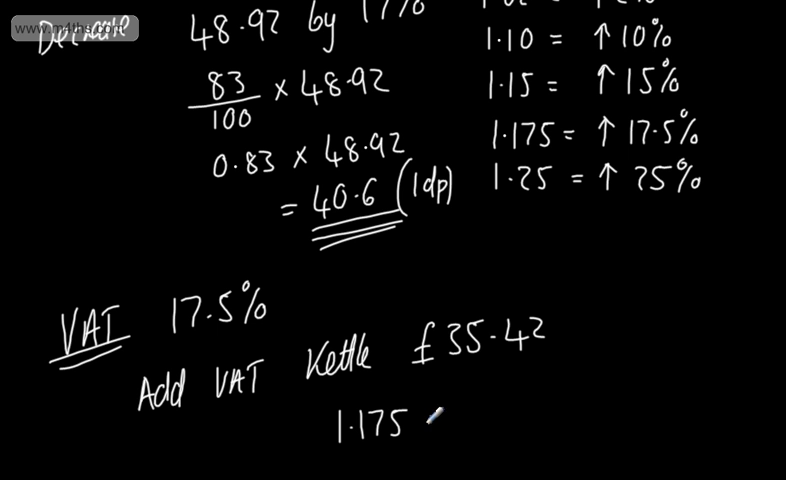 www.m4ths.com
Decrease 48.92 by 17%
83/100 × 48.92
0.83 × 48.92
= 40.6 (1dp)
1.10 = ↑ 10%
1.15 = ↑ 15%
1.175 = ↑ 17.5%
1.25 = ↑ 25%
VAT 17.5%
Add VAT Kettle £35.42
1.175